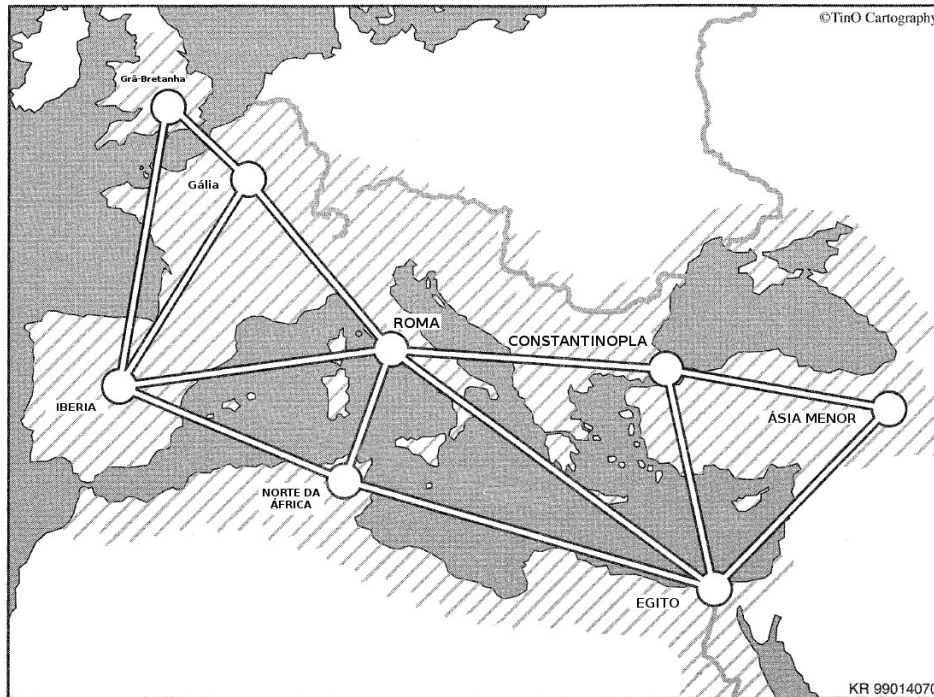 ©TinO Cartography
Grã-Bretanha
Gália
ROMA
CONSTANTINOPLA
IBERIA
ÁSIA MENOR
NORTE DA
ÁFRICA
EGITO
KR 99014070